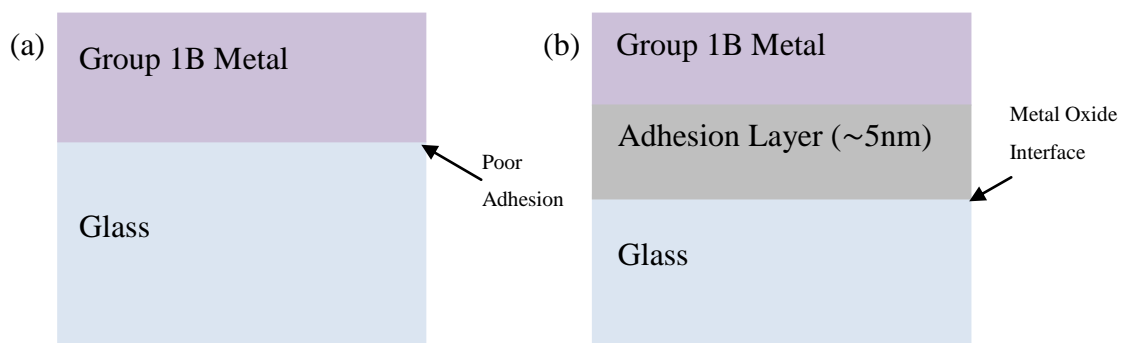 (a)
Group 1B Metal
Poor
Adhesion
Glass
(b)
Group 1B Metal
Adhesion Layer (~5nm)
Metal Oxide
Interface
Glass